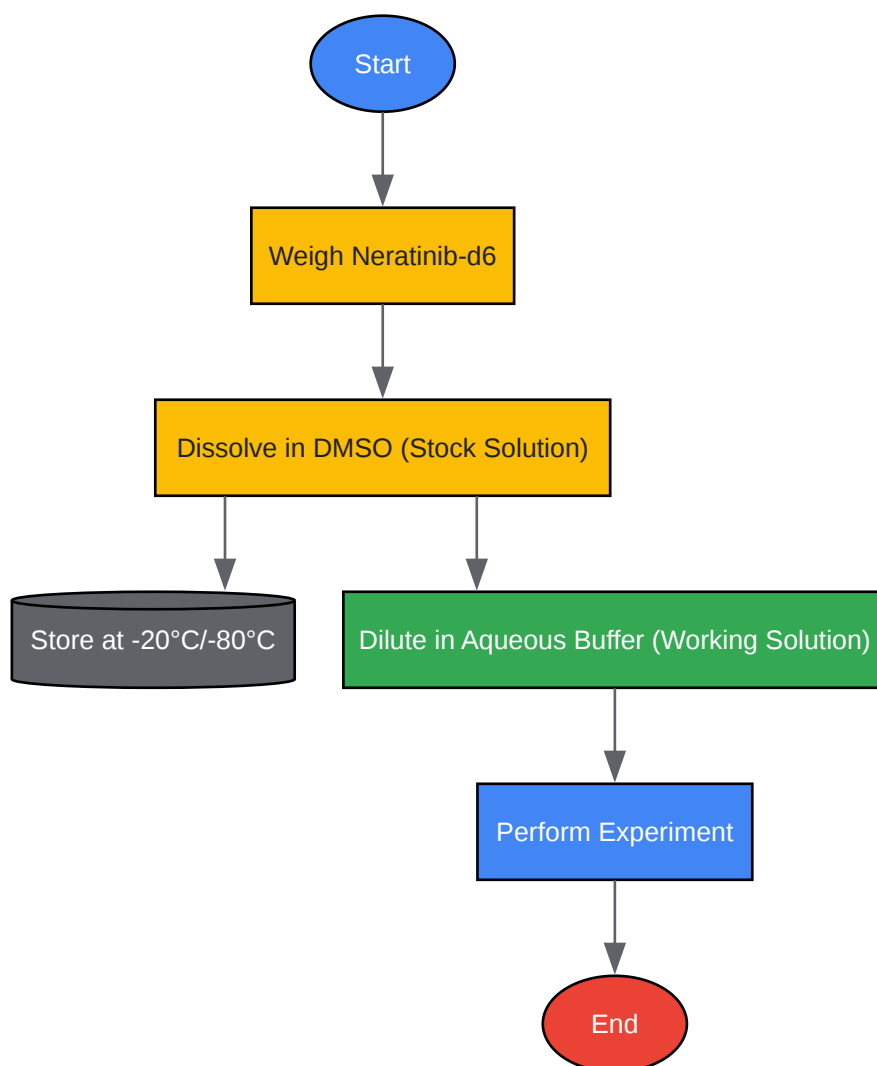 Start
Weigh Neratinib-d6
Dissolve in DMSO (Stock Solution)
Store at -20°C/-80°C
Dilute in Aqueous Buffer (Working Solution)
Perform Experiment
End